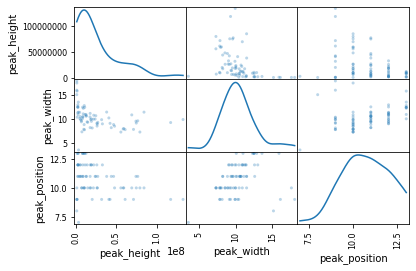 peak_height
100000000
50000000
0
peak_width
15
10
5
peak_position
12.5
10.0
7.5
0.0
0.5
1.0
1e8
peak_height
5
10
15
peak_width
7.5
10.0
12.5
peak_position